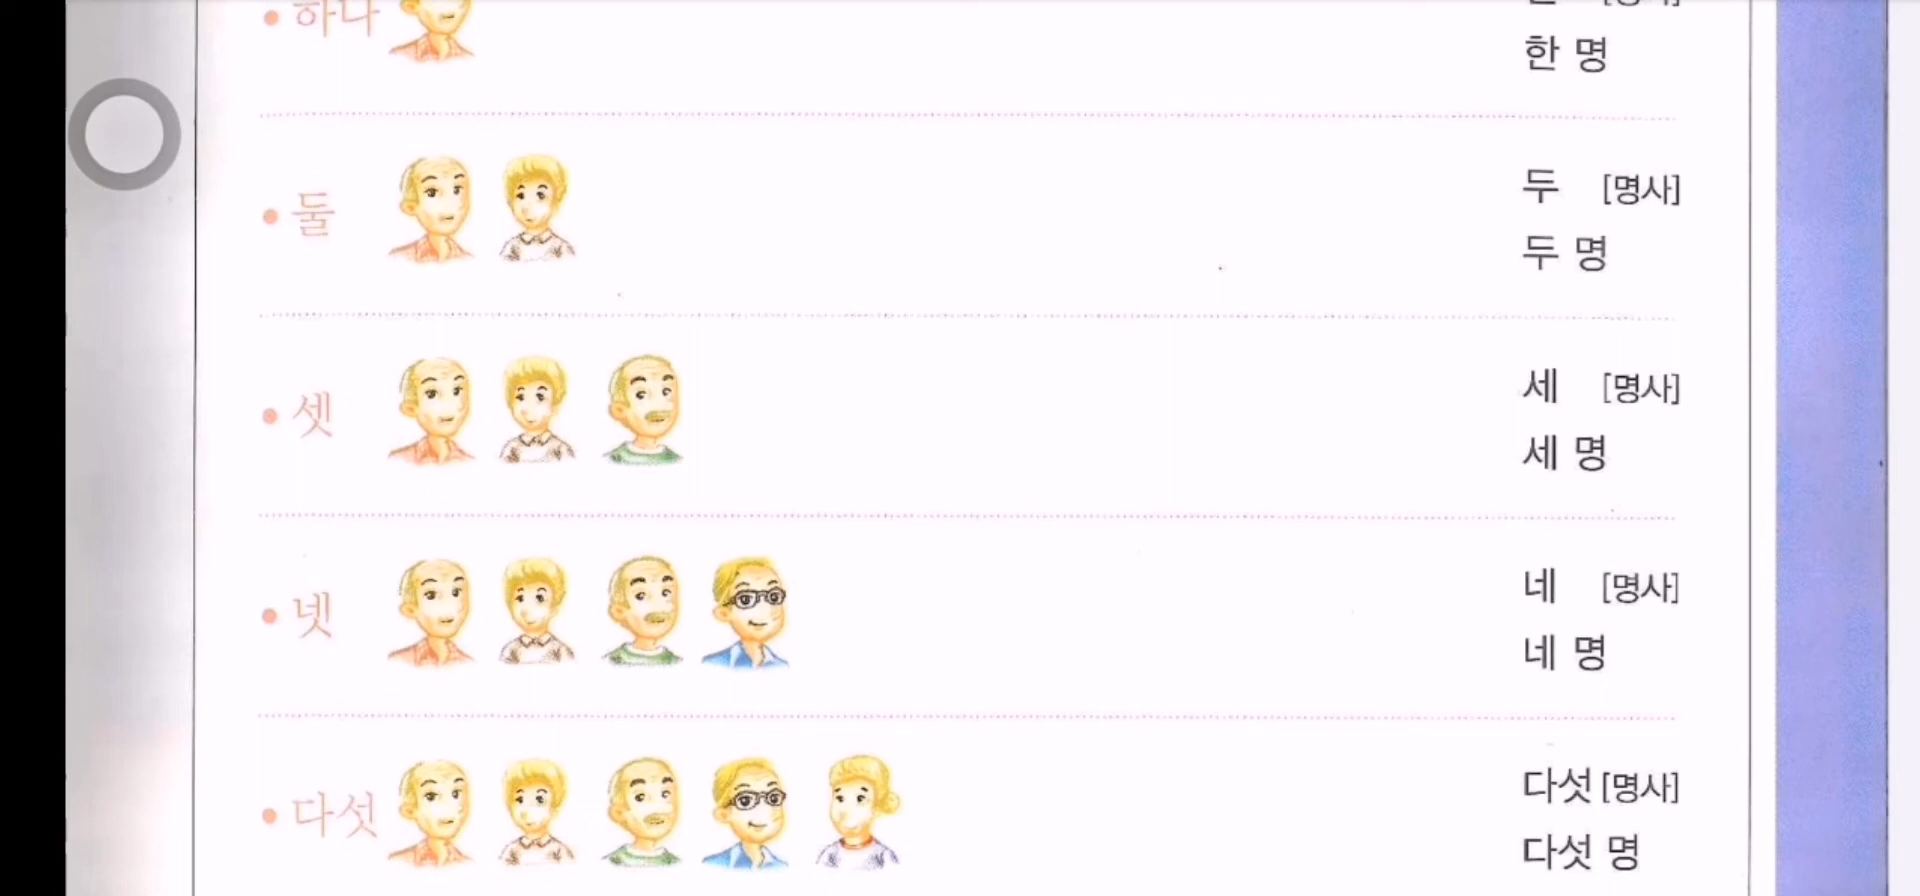 • 하나
한 명
• 둘
두 [명사]
두 명
• 셋
세 [명사]
세 명
• 넷
네 [명사]
네 명
• 다섯
다섯 [명사]
다섯 명